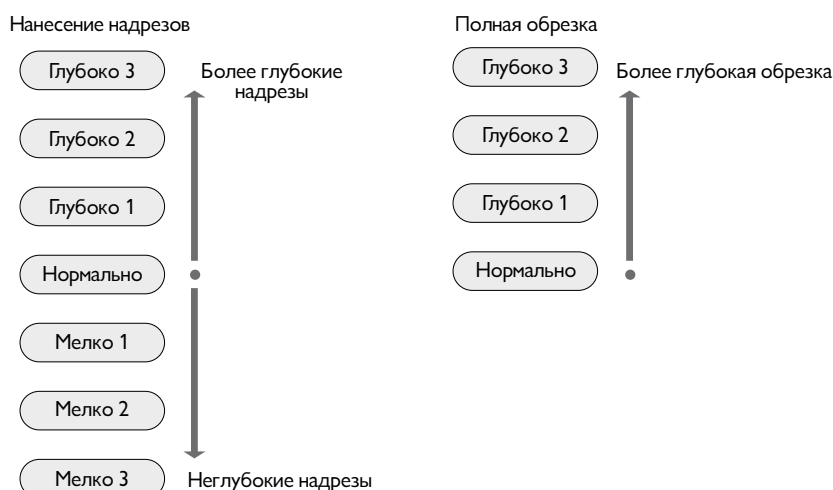 Нанесение надрезов
Глубоко 3
Более глубокие
надрезы
Глубоко 2
Глубоко 1
Нормально
Мелко 1
Мелко 2
Мелко 3
Неглубокие надрезы
Полная обрезка
Глубоко 3
Более глубокая обрезка
Глубоко 2
Глубоко 1
Нормально